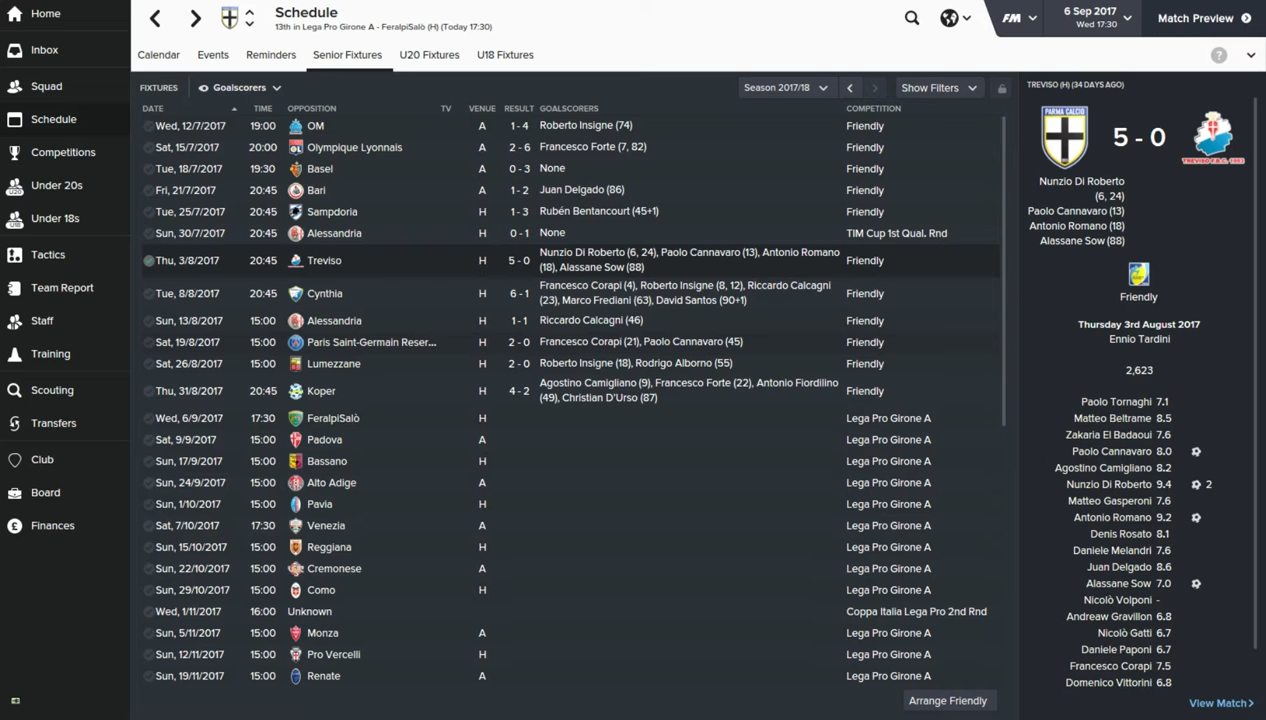 Home
Inbox
Squad
Schedule
Competitions
Under 20s
Under 18s
Tactics
Team Report
Staff
Training
Scouting
Transfers
Club
Board
Finances
Schedule
13th in Lega Pro Girone A - FeralpiSalò (H) (Today 17:30)
FM
6 Sep 2017
Wed 17:30
Match Preview
Calendar Events Reminders Senior Fixtures U20 Fixtures U18 Fixtures
FIXTURES Goalscorers Season 2017/18 Show Filters
DATE TIME OPPOSITION TV VENUE RESULT GOALSCORERS COMPETITION
Wed, 12/7/2017 19:00 OM A 1 - 4 Roberto Insigne (74) Friendly
Sat, 15/7/2017 20:00 Olympique Lyonnais A 2 - 6 Francesco Forte (7, 82) Friendly
Tue, 18/7/2017 19:30 Basel A 0 - 3 None Friendly
Fri, 21/7/2017 20:45 Bari A 1 - 2 Juan Delgado (86) Friendly
Tue, 25/7/2017 20:45 Sampdoria H 1 - 3 Rubén Bentancourt (45+1) Friendly
Sun, 30/7/2017 20:45 Alessandria H 0 - 1 None TIM Cup 1st Qual. Rnd
Thu, 3/8/2017 20:45 Treviso H 5 - 0 Nunzio Di Roberto (6, 24), Paolo Cannavaro (13), Antonio Romano Friendly
(18), Alassane Sow (88)
Tue, 8/8/2017 20:45 Cynthia H 6 - 1 Francesco Corapi (4), Roberto Insigne (8, 12), Riccardo Calcagni Friendly
(23), Marco Frediani (63), David Santos (90+1)
Sun, 13/8/2017 15:00 Alessandria H 1 - 1 Riccardo Calcagni (46) Friendly
Sat, 19/8/2017 15:00 Paris Saint-Germain Reser... H 2 - 0 Francesco Corapi (21), Paolo Cannavaro (45) Friendly
Sat, 26/8/2017 15:00 Lumezzane H 2 - 0 Roberto Insigne (18), Rodrigo Alborno (55) Friendly
Thu, 31/8/2017 20:45 Koper H 4 - 2 Agostino Camigliano (9), Francesco Forte (22), Antonio Fiordilino Friendly
(49), Christian D'Urso (87)
Wed, 6/9/2017 17:30 FeralpiSalò H Lega Pro Girone A
Sat, 9/9/2017 15:00 Padova A Lega Pro Girone A
Sun, 17/9/2017 15:00 Bassano H Lega Pro Girone A
Sun, 24/9/2017 15:00 Alto Adige A Lega Pro Girone A
Sun, 1/10/2017 15:00 Pavia H Lega Pro Girone A
Sat, 7/10/2017 17:30 Venezia A Lega Pro Girone A
Sun, 15/10/2017 15:00 Reggiana H Lega Pro Girone A
Sun, 22/10/2017 15:00 Cremonese A Lega Pro Girone A
Sun, 29/10/2017 15:00 Como H Lega Pro Girone A
Wed, 1/11/2017 16:00 Unknown Coppa Italia Lega Pro 2nd Rnd
Sun, 5/11/2017 15:00 Monza A Lega Pro Girone A
Sun, 12/11/2017 15:00 Pro Vercelli H Lega Pro Girone A
Sun, 19/11/2017 15:00 Renate A Lega Pro Girone A
Arrange Friendly
TREVISO (H) (34 DAYS AGO)
PARMA CALCIO
5 - 0
TREVISO F.B.C. 1993
Nunzio Di Roberto
(6, 24)
Paolo Cannavaro (13)
Antonio Romano (18)
Alassane Sow (88)
Friendly
Thursday 3rd August 2017
Ennio Tardini
2,623
Paolo Tornaghi 7.1
Matteo Beltrame 8.5
Zakaria El Badaoui 7.6
Paolo Cannavaro 8.0
Agostino Camigliano 8.2
Nunzio Di Roberto 9.4 2
Matteo Gasperoni 7.6
Antonio Romano 9.2
Denis Rosato 8.1
Daniele Melandri 7.6
Juan Delgado 8.6
Alassane Sow 7.0
Nicolò Volponi -
Andreaw Gravillon 6.8
Nicolò Gatti 6.7
Daniele Paponi 6.7
Francesco Corapi 7.5
Domenico Vittorini 6.8
View Match>